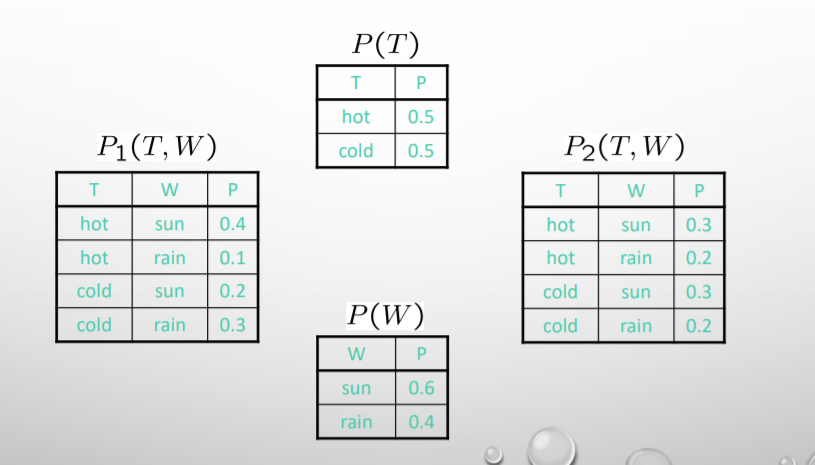 P(T)
T P
hot 0.5
cold 0.5
P₁(T, W)
T W P
hot sun 0.4
hot rain 0.1
cold sun 0.2
cold rain 0.3
P₂(T, W)
T W P
hot sun 0.3
hot rain 0.2
cold sun 0.3
cold rain 0.2
P(W)
W P
sun 0.6
rain 0.4